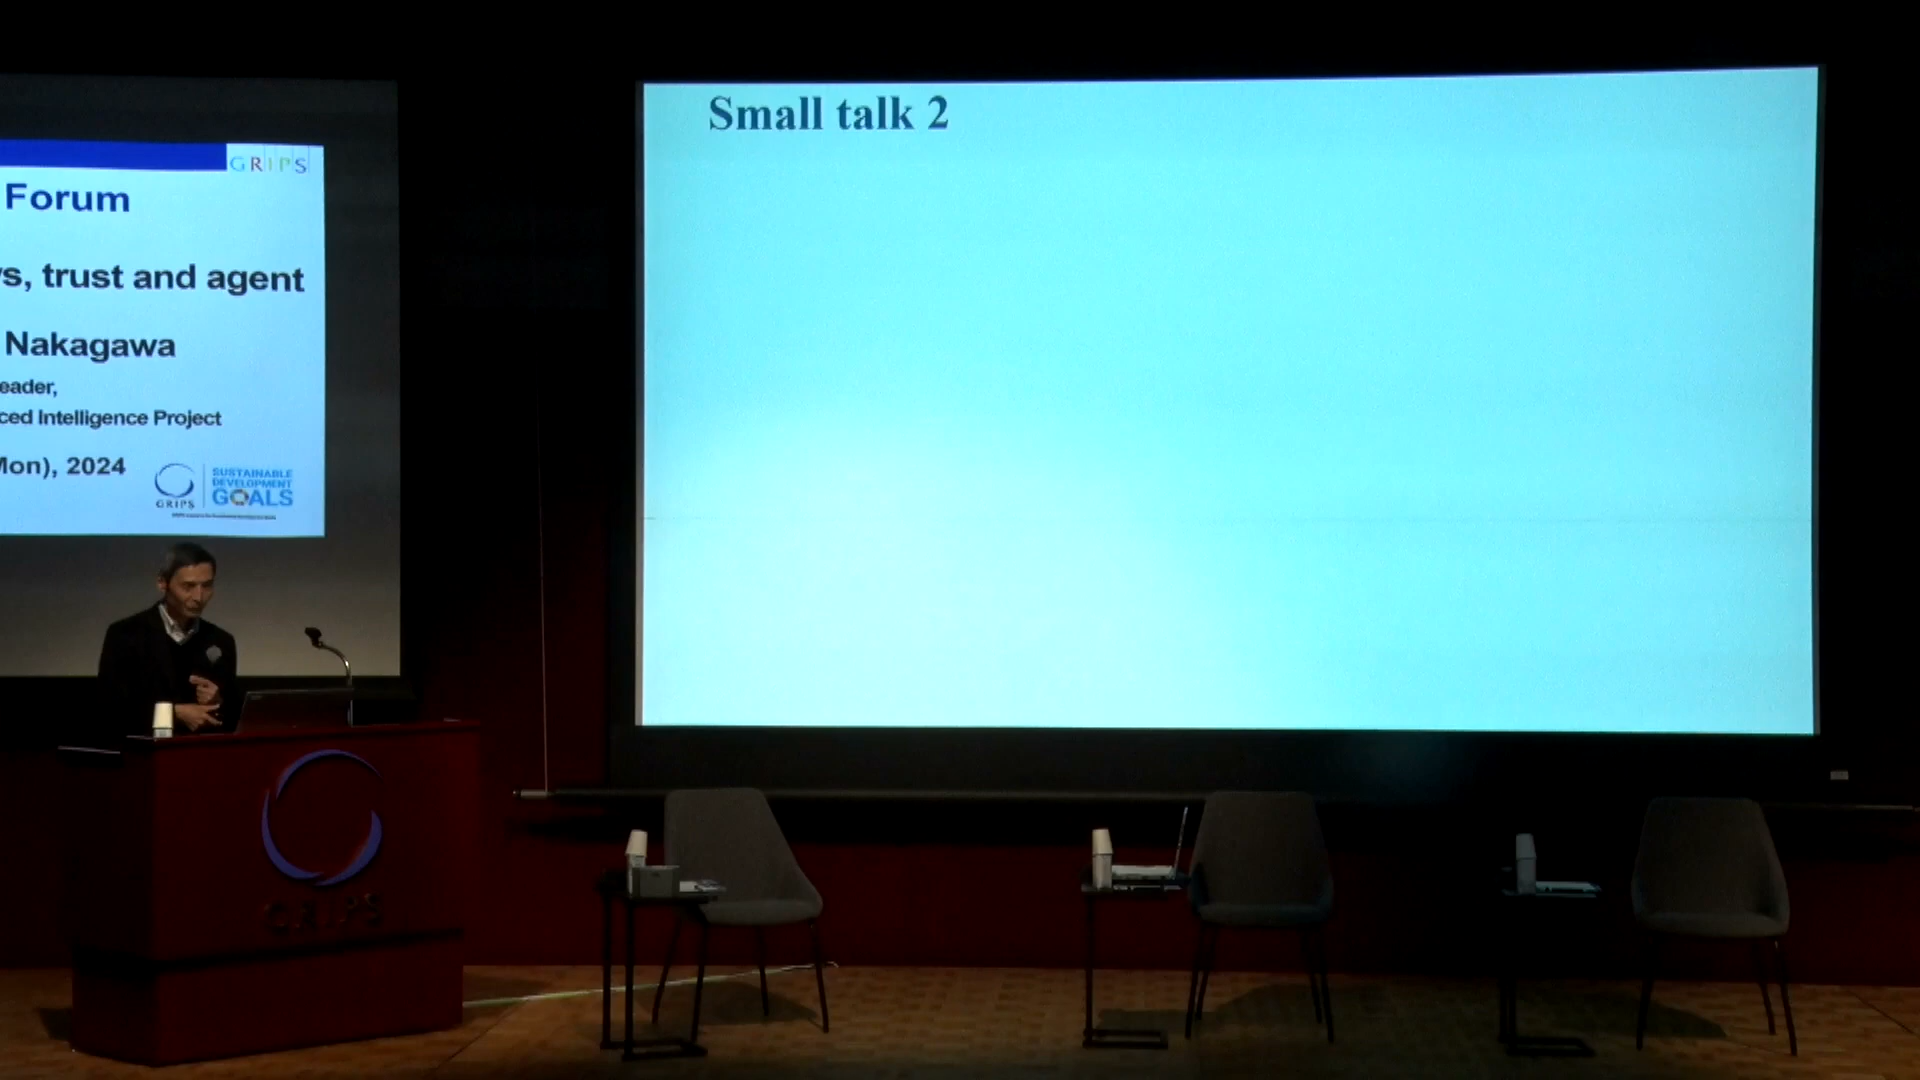 GRIPS
Forum
s, trust and agent
Nakagawa
eader,
ced Intelligence Project
Mon), 2024
GRIPS
SUSTAINABLE
DEVELOPMENT
GOALS
Small talk 2
GRIPS